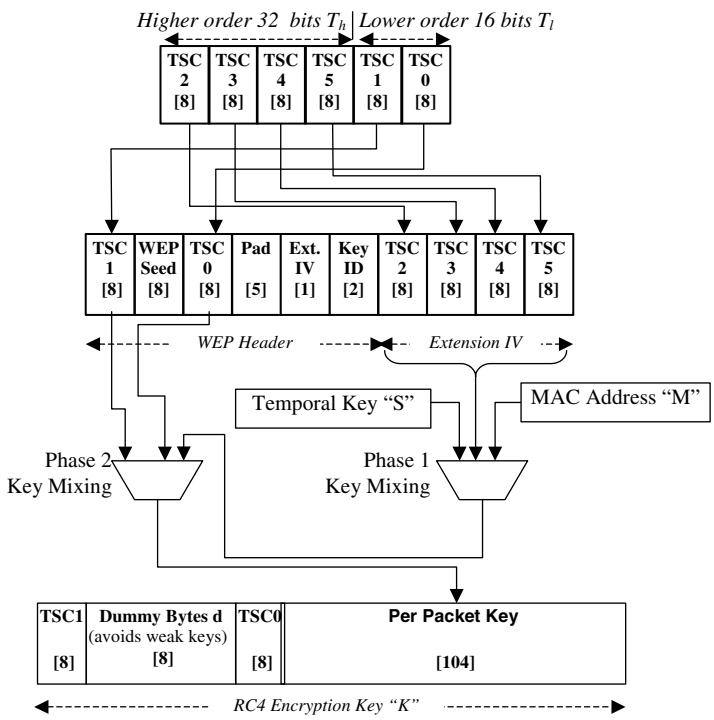 Higher order 32 bits Th Lower order 16 bits Tl
TSC 2 [8] TSC 3 [8] TSC 4 [8] TSC 5 [8] TSC 1 [8] TSC 0 [8]
TSC 1 [8] WEP Seed [8] TSC 0 [8] Pad [5] Ext. IV [1] Key ID [2] TSC 2 [8] TSC 3 [8] TSC 4 [8] TSC 5 [8]
WEP Header Extension IV
Temporal Key “S” MAC Address “M”
Phase 2 Key Mixing
Phase 1 Key Mixing
TSC1 [8] Dummy Bytes d (avoids weak keys) [8] TSC0 [8] Per Packet Key [104]
RC4 Encryption Key “K”